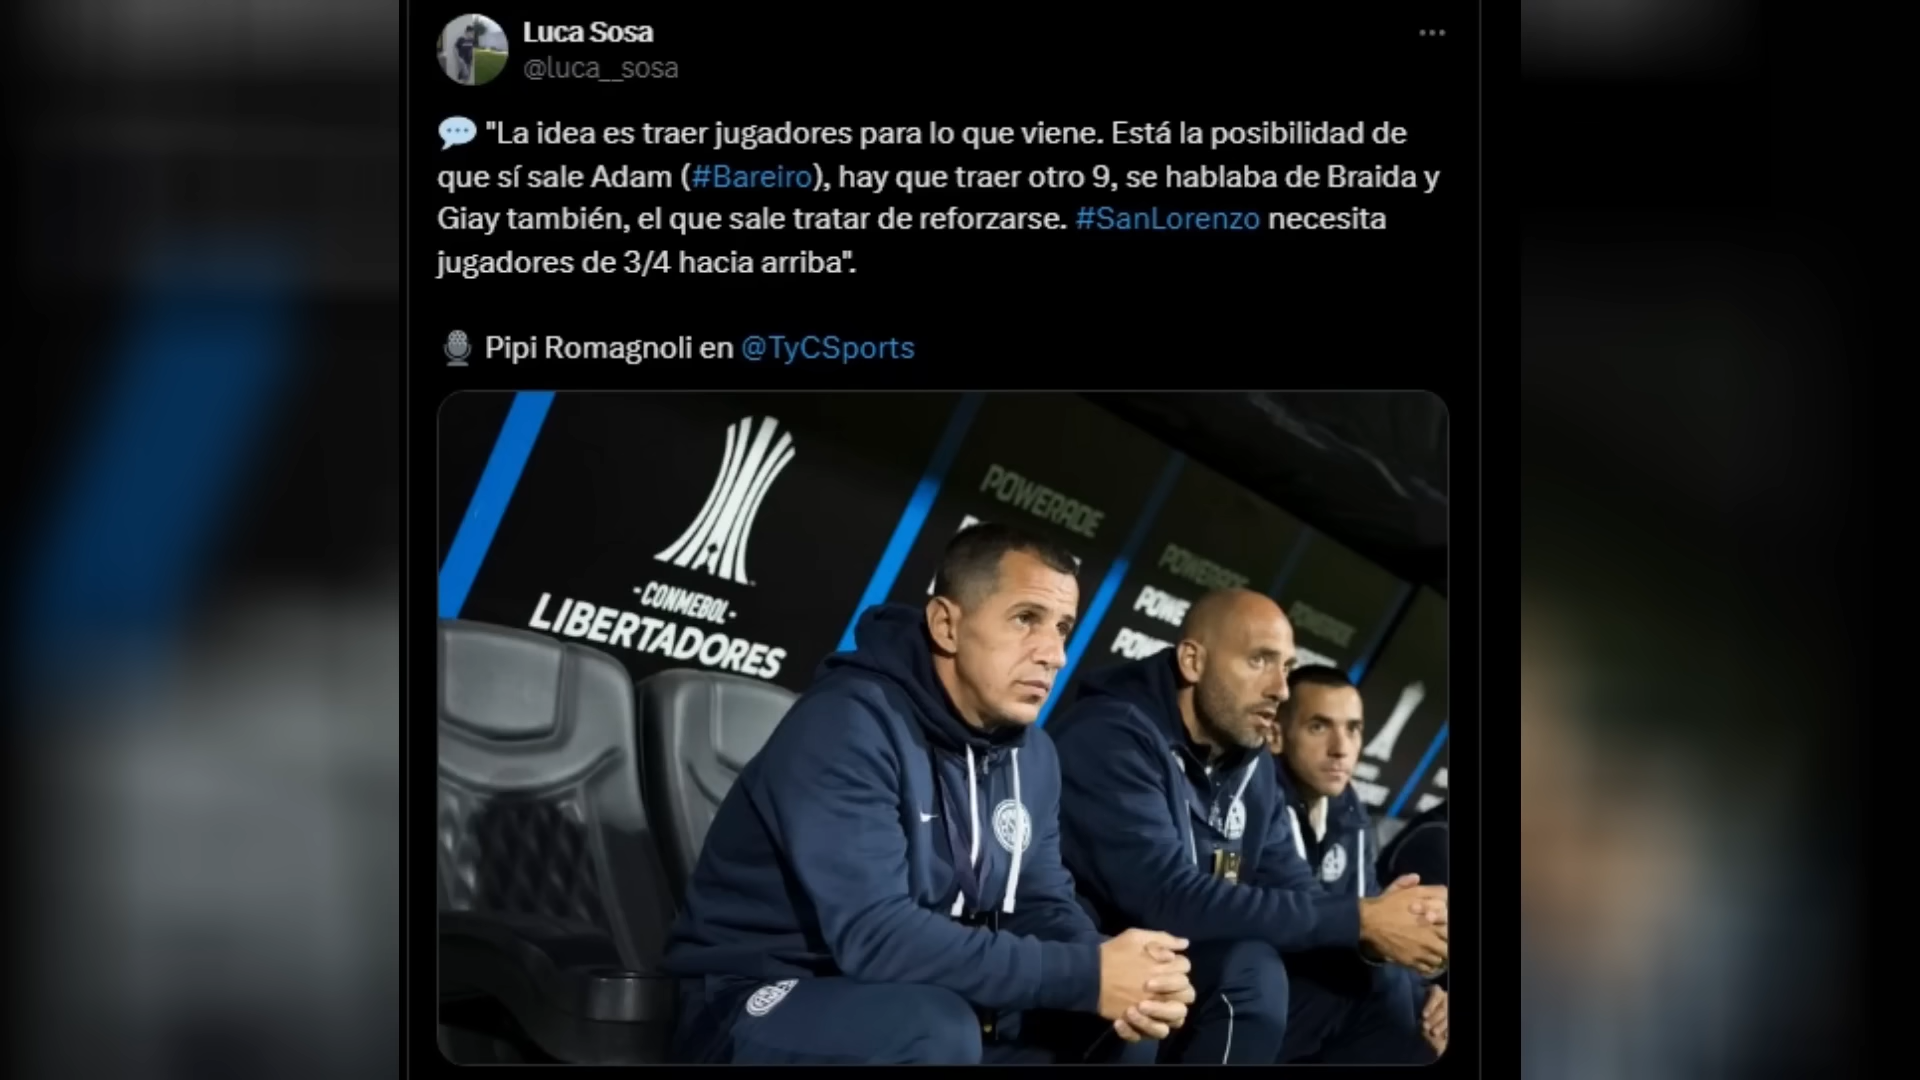 Luca Sosa
@luca__sosa
💬 "La idea es traer jugadores para lo que viene. Está la posibilidad de
que sí sale Adam (#Bareiro), hay que traer otro 9, se hablaba de Braida y
Giay también, el que sale tratar de reforzarse. #SanLorenzo necesita
jugadores de 3/4 hacia arriba".
🎙️ Pipi Romagnoli en @TyCSports
-CONMEBOL-
LIBERTADORES
POWERADE
POWERADE
POWERADE